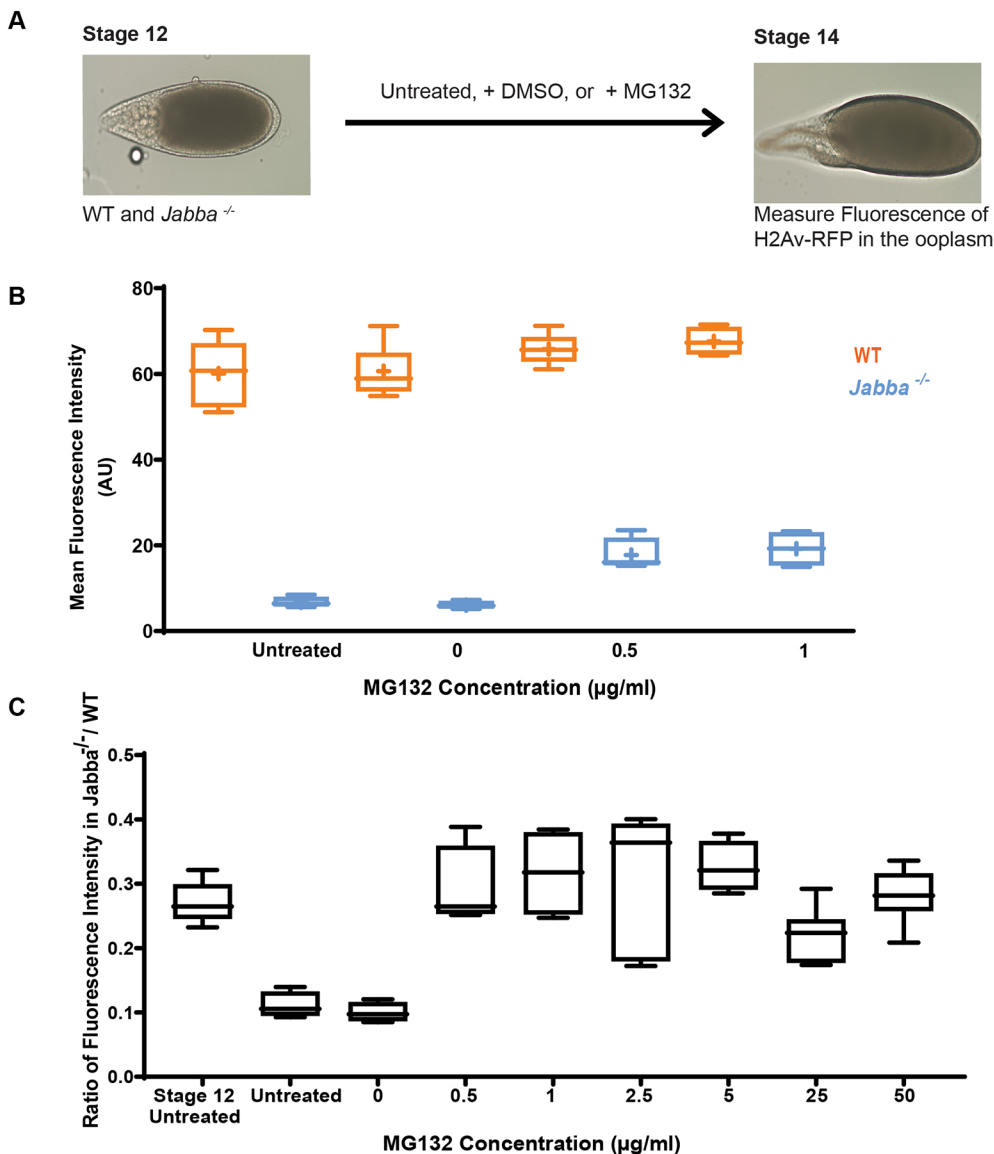 A
Stage 12
Stage 14
Untreated, + DMSO, or + MG132
WT and Jabba -/-
Measure Fluorescence of
H2Av-RFP in the ooplasm
B
Mean Fluorescence Intensity
(AU)
80
60
40
20
0
WT
Jabba -/-
Untreated
0
0.5
1
MG132 Concentration (µg/ml)
C
Ratio of Fluorescence Intensity in Jabba-/-/ WT
0.5
0.4
0.3
0.2
0.1
0.0
Stage 12
Untreated
Untreated
0
0.5
1
2.5
5
25
50
MG132 Concentration (µg/ml)